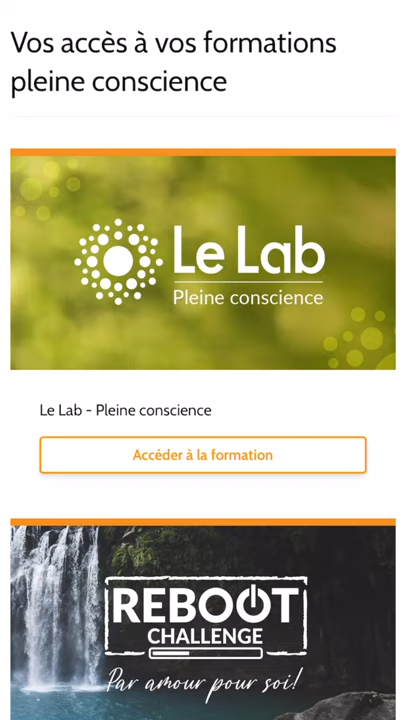 Vos accès à vos formations
pleine conscience
Le Lab
Pleine conscience
Le Lab - Pleine conscience
Accéder à la formation
REBOOT
CHALLENGE
Par amour pour soi!